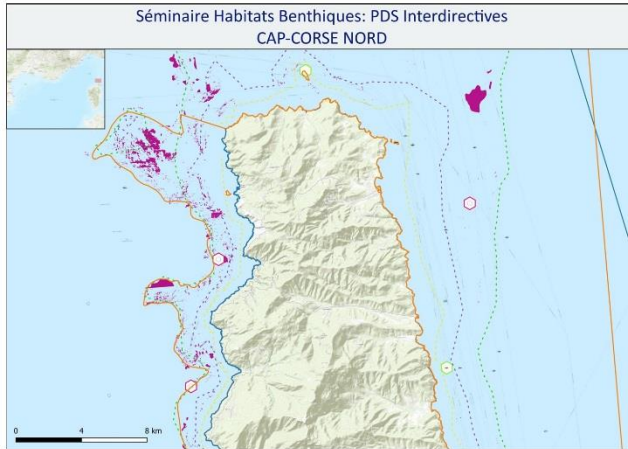 Séminaire Habitats Benthiques: PDS Interdirectives
CAP-CORSE NORD
0 4 8 km